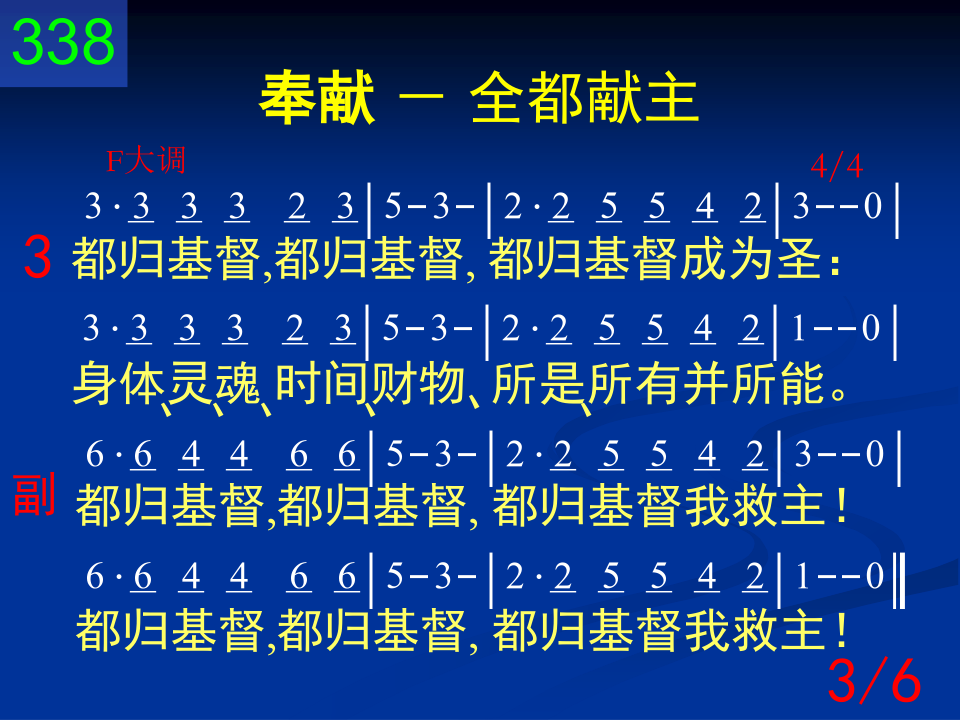 338
奉献 － 全都献主
F大调 4/4
3·3 3 3 2 3|5-3-|2·2 5 5 4 2|3--0|
3 都归基督,都归基督, 都归基督成为圣：
3·3 3 3 2 3|5-3-|2·2 5 5 4 2|1--0|
身体、灵、魂、时间、财物、所是、所有并所能。
6·6 4 4 6 6|5-3-|2·2 5 5 4 2|3--0|
副 都归基督,都归基督, 都归基督我救主！
6·6 4 4 6 6|5-3-|2·2 5 5 4 2|1--0‖
都归基督,都归基督, 都归基督我救主！
3/6